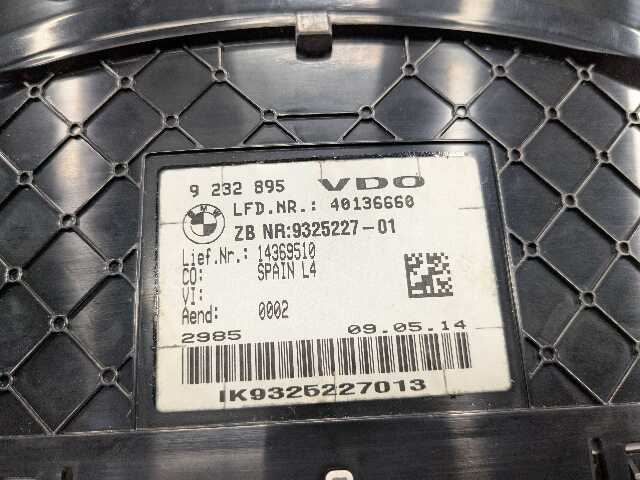 9 232 895 VDO
LFD.NR.: 40136660
ZB NR:9325227-01
Lief.Nr.: 14369510
CO: SPAIN L4
VI:
Aend: 0002
2985 09.05.14
IK9325227013